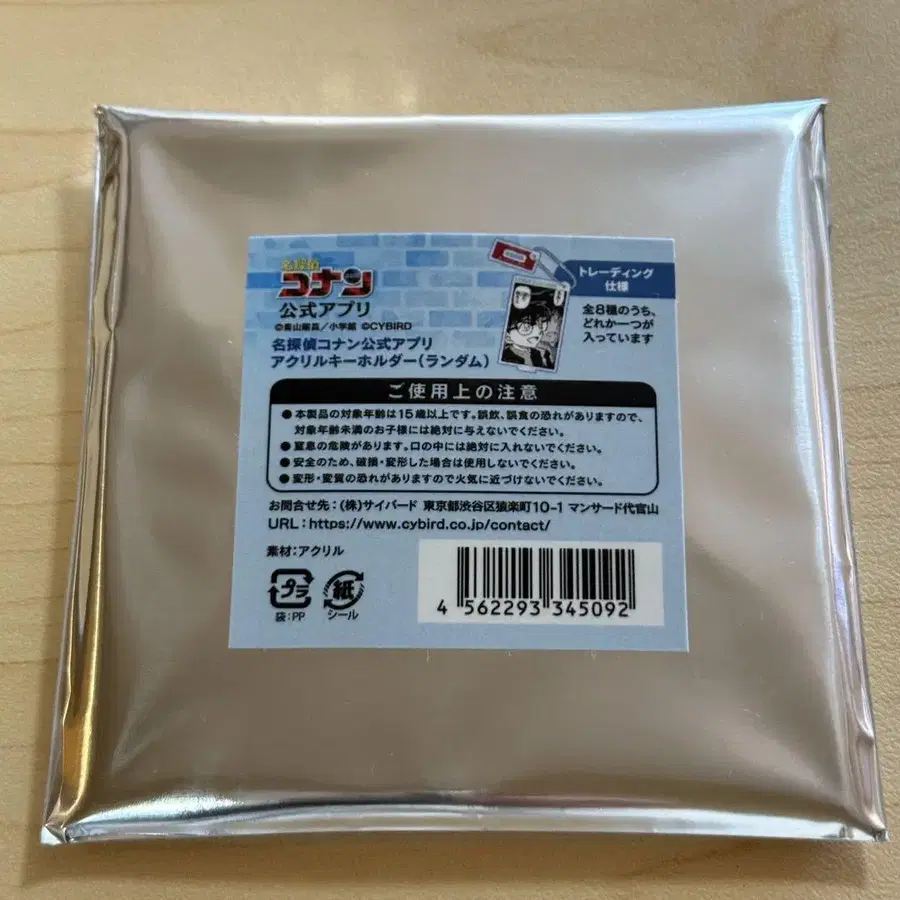 名探偵
コナン
公式アプリ
©青山剛昌/小学館 ©CYBIRD
名探偵コナン公式アプリ
アクリルキーホルダー(ランダム)
トレーディング
仕様
全8種のうち、
どれか一つが
入っています
ご使用上の注意
●本製品の対象年齢は15歳以上です。誤飲、誤食の恐れがありますので、
対象年齢未満のお子様には絶対に与えないでください。
●窒息の危険があります。口の中には絶対に入れないでください。
●安全のため、破損・変形した場合は使用しないでください。
●変形・変質の恐れがありますので火気に近づけないでください。
お問合せ先:(株)サイバード 東京都渋谷区猿楽町10-1 マンサード代官山
URL:https://www.cybird.co.jp/contact/
素材:アクリル
プラ
袋:PP
紙
シール
4 562293 345092